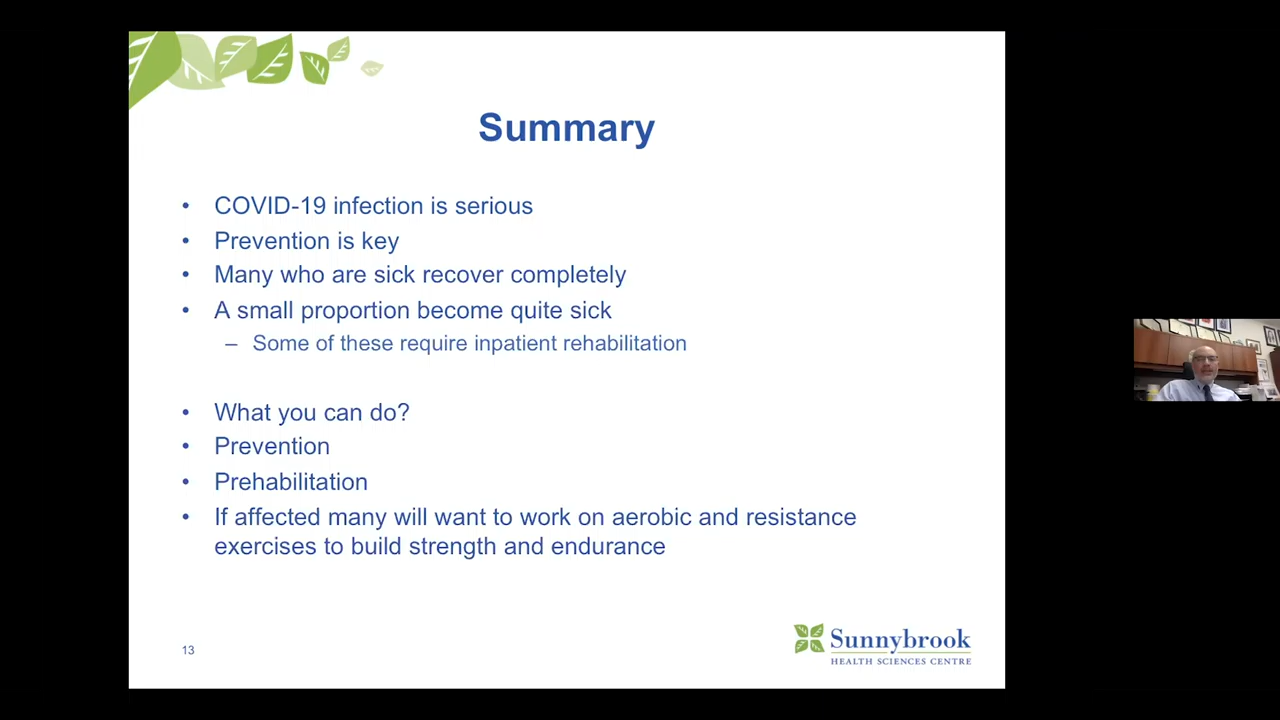 Summary
• COVID-19 infection is serious
• Prevention is key
• Many who are sick recover completely
• A small proportion become quite sick
– Some of these require inpatient rehabilitation
• What you can do?
• Prevention
• Prehabilitation
• If affected many will want to work on aerobic and resistance
exercises to build strength and endurance
13
Sunnybrook
HEALTH SCIENCES CENTRE